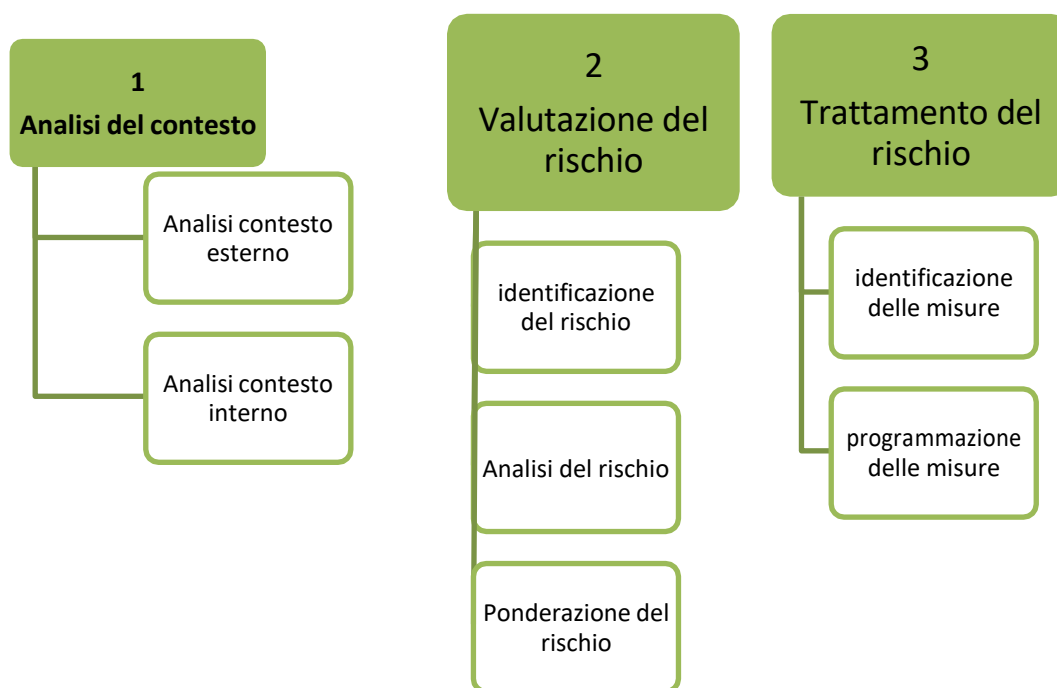 1
Analisi del contesto
Analisi contesto
esterno
Analisi contesto
interno
2
Valutazione del
rischio
identificazione
del rischio
Analisi del rischio
Ponderazione del
rischio
3
Trattamento del
rischio
identificazione
delle misure
programmazione
delle misure